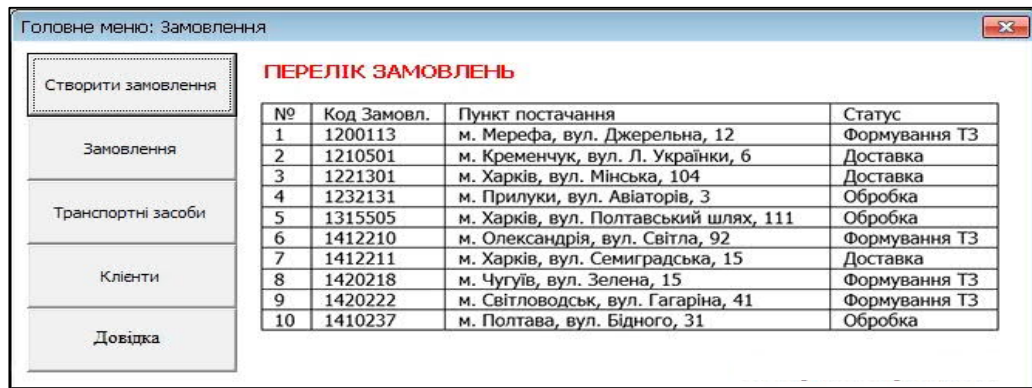 Головне меню: Замовлення
Створити замовлення
Замовлення
Транспортні засоби
Клієнти
Довідка
ПЕРЕЛІК ЗАМОВЛЕНЬ
№ Код Замовл. Пункт постачання Статус
1 1200113 м. Мерефа, вул. Джерельна, 12 Формування ТЗ
2 1210501 м. Кременчук, вул. Л. Українки, 6 Доставка
3 1221301 м. Харків, вул. Мінська, 104 Доставка
4 1232131 м. Прилуки, вул. Авіаторів, 3 Обробка
5 1315505 м. Харків, вул. Полтавський шлях, 111 Обробка
6 1412210 м. Олександрія, вул. Світла, 92 Формування ТЗ
7 1412211 м. Харків, вул. Семиградська, 15 Доставка
8 1420218 м. Чугуїв, вул. Зелена, 15 Формування ТЗ
9 1420222 м. Світловодськ, вул. Гагаріна, 41 Формування ТЗ
10 1410237 м. Полтава, вул. Бідного, 31 Обробка